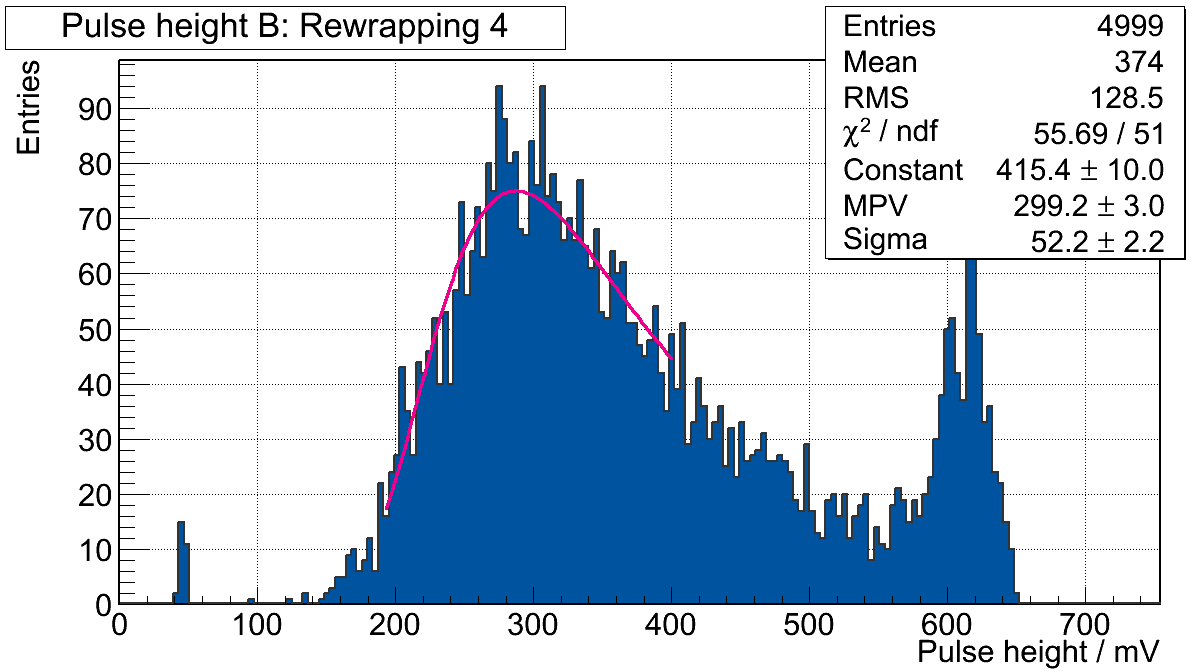 Pulse height B: Rewrapping 4
Entries 4999
Mean 374
RMS 128.5
χ² / ndf 55.69 / 51
Constant 415.4 ± 10.0
MPV 299.2 ± 3.0
Sigma 52.2 ± 2.2
Entries
90
80
70
60
50
40
30
20
10
0
0 100 200 300 400 500 600 700
Pulse height / mV